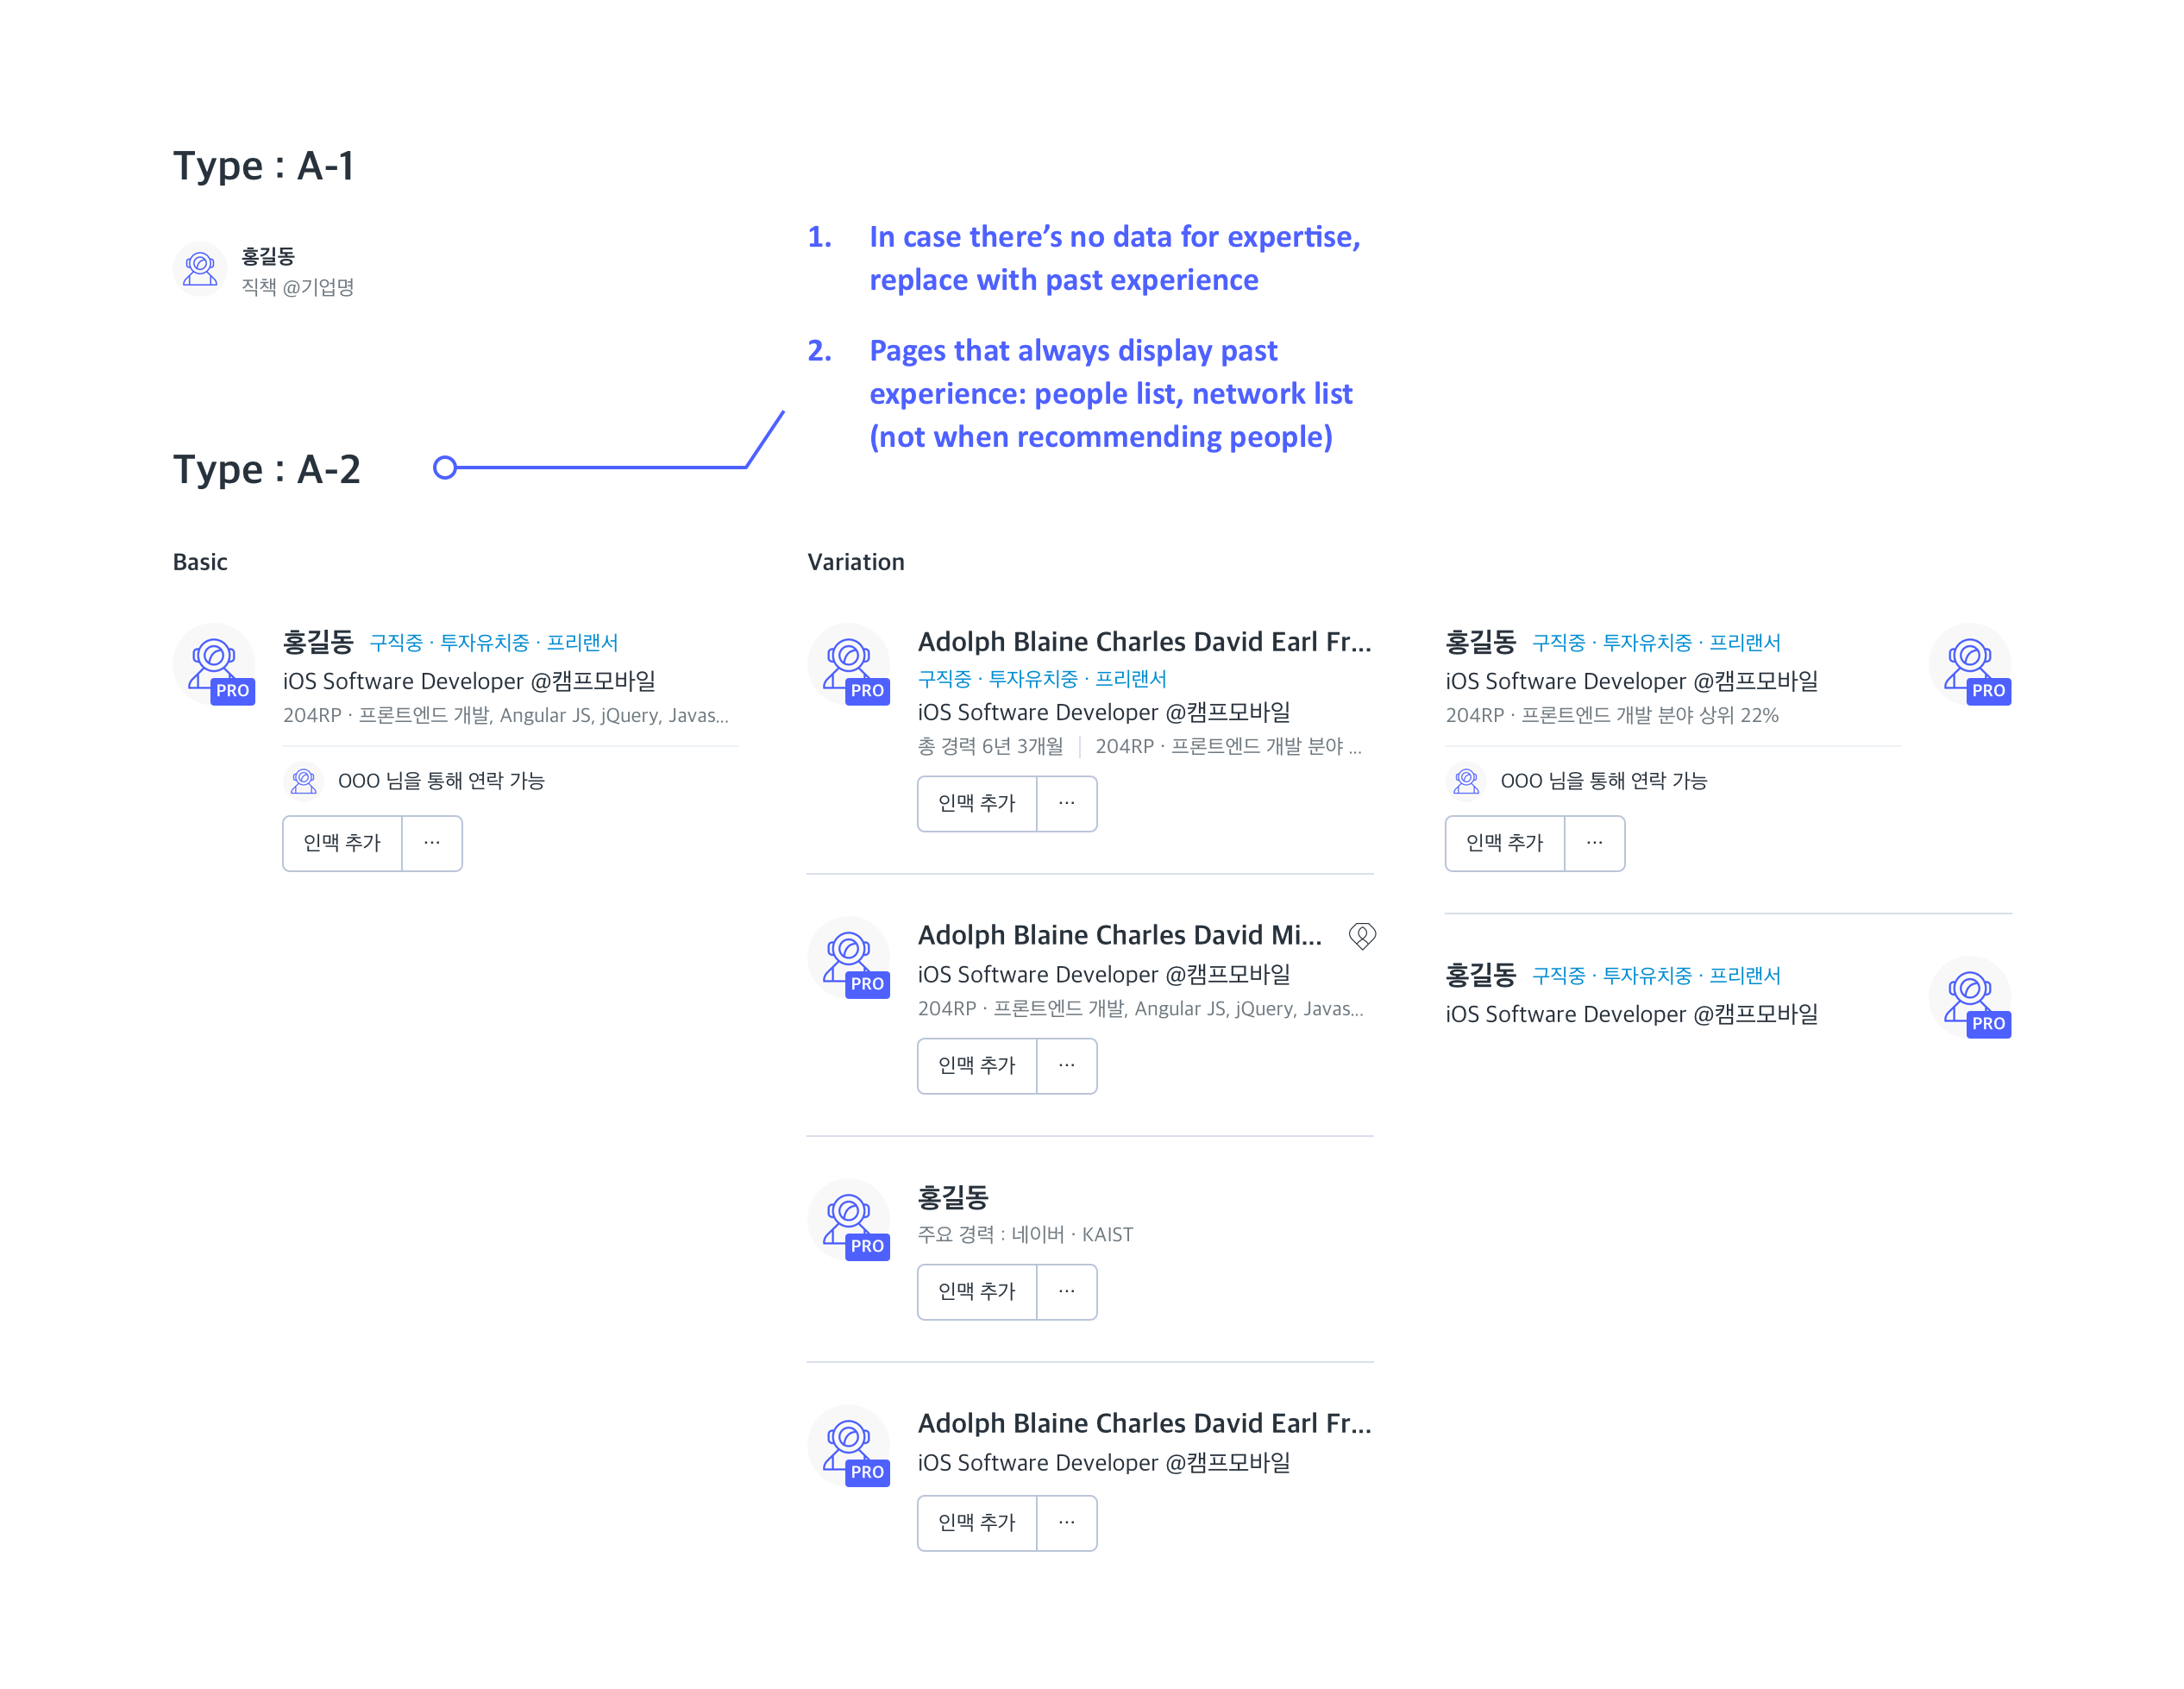 Type : A-1
홍길동
직책 @기업명
1. In case there's no data for expertise,
replace with past experience
2. Pages that always display past
experience: people list, network list
(not when recommending people)
Type : A-2
Basic
PRO
홍길동 구직중 · 투자유치중 · 프리랜서
iOS Software Developer @캠프모바일
204RP · 프론트엔드 개발, Angular JS, jQuery, Javas...
OOO 님을 통해 연락 가능
인맥 추가 ...
Variation
PRO
Adolph Blaine Charles David Earl Fr...
구직중 · 투자유치중 · 프리랜서
iOS Software Developer @캠프모바일
총 경력 6년 3개월 | 204RP · 프론트엔드 개발 분야 ...
인맥 추가 ...
PRO
Adolph Blaine Charles David Mi...
iOS Software Developer @캠프모바일
204RP · 프론트엔드 개발, Angular JS, jQuery, Javas...
인맥 추가 ...
PRO
홍길동
주요 경력 : 네이버 · KAIST
인맥 추가 ...
PRO
Adolph Blaine Charles David Earl Fr...
iOS Software Developer @캠프모바일
인맥 추가 ...
홍길동 구직중 · 투자유치중 · 프리랜서
PRO
iOS Software Developer @캠프모바일
204RP · 프론트엔드 개발 분야 상위 22%
OOO 님을 통해 연락 가능
인맥 추가 ...
홍길동 구직중 · 투자유치중 · 프리랜서
iOS Software Developer @캠프모바일
PRO